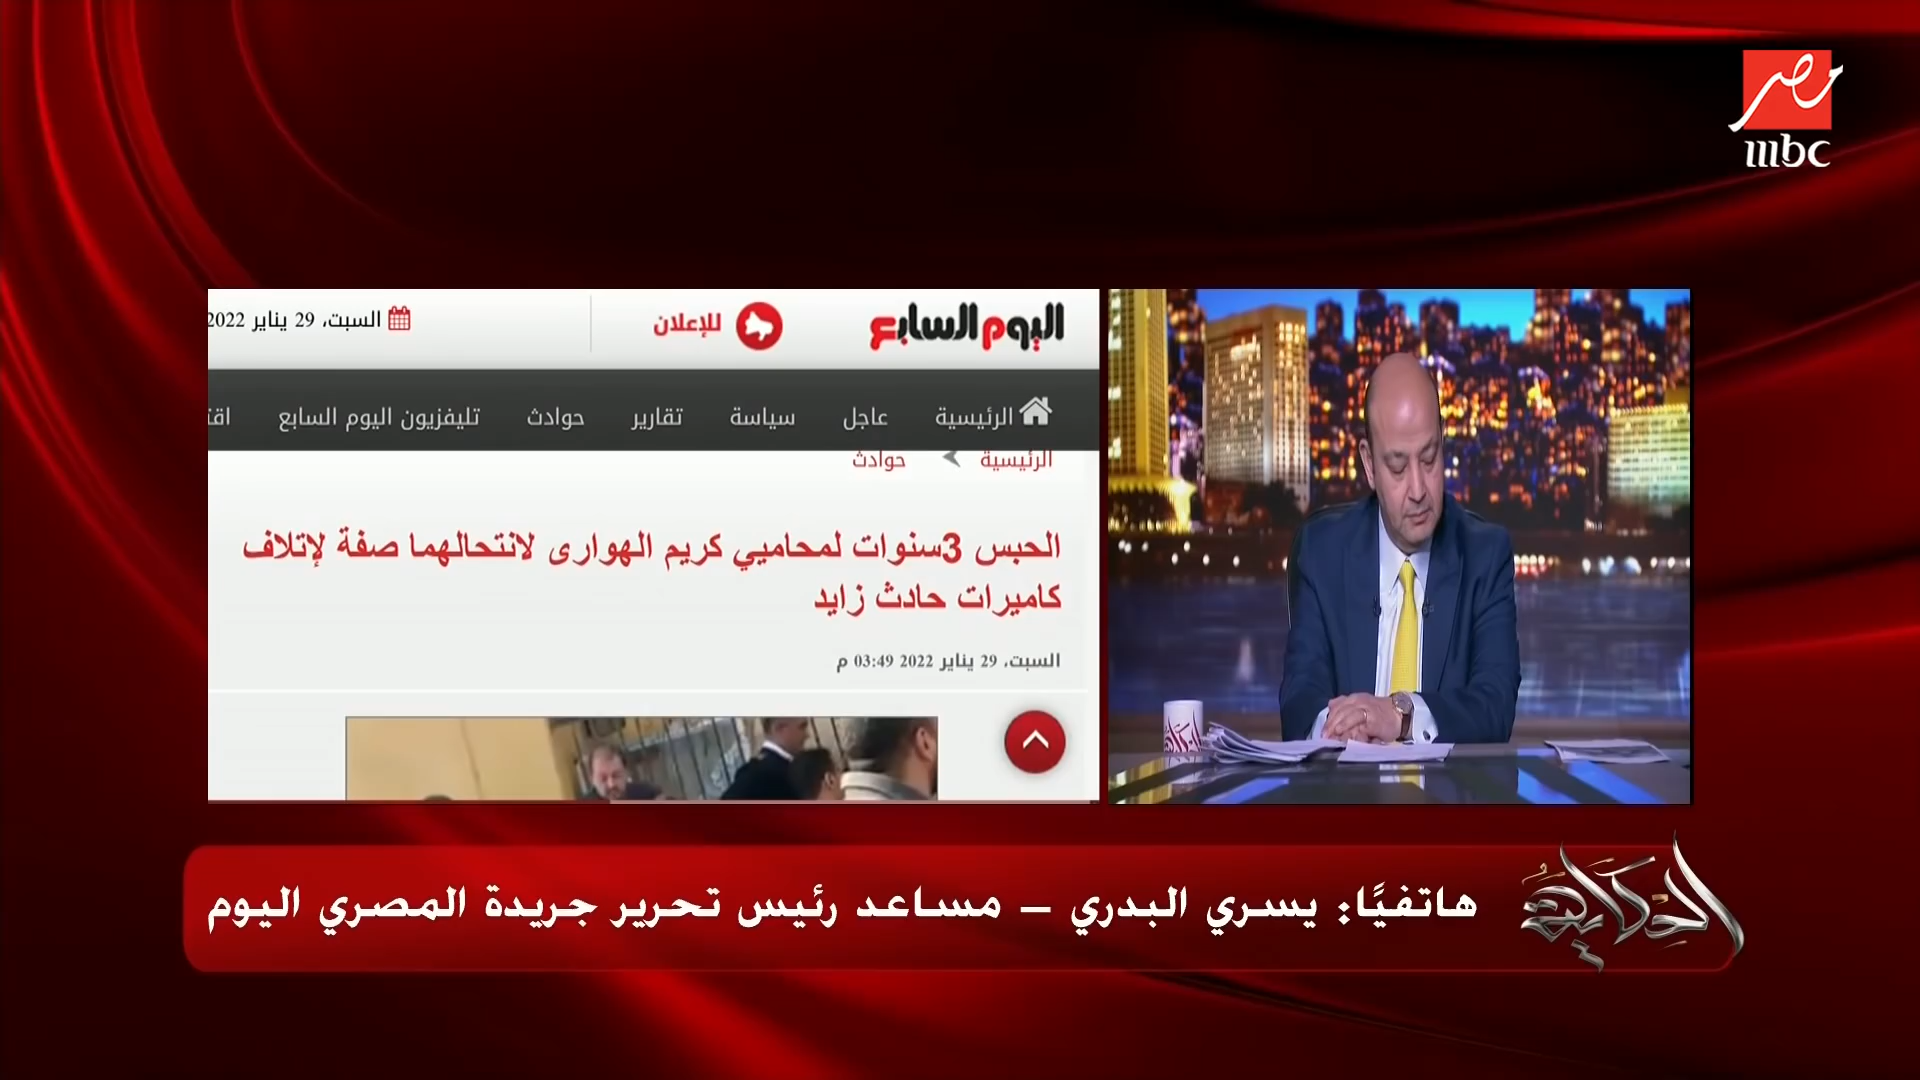 مصر
mbc
اليوم السابع
للإعلان
السبت، 29 يناير 2022
الرئيسية
عاجل
سياسة
تقارير
حوادث
تليفزيون اليوم السابع
الرئيسية
حوادث
الحبس 3سنوات لمحاميي كريم الهوارى لانتحالهما صفة لإتلاف
كاميرات حادث زايد
السبت، 29 يناير 2022 03:49 م
الحكاية
الحكاية
هاتفيًا: يسري البدري – مساعد رئيس تحرير جريدة المصري اليوم